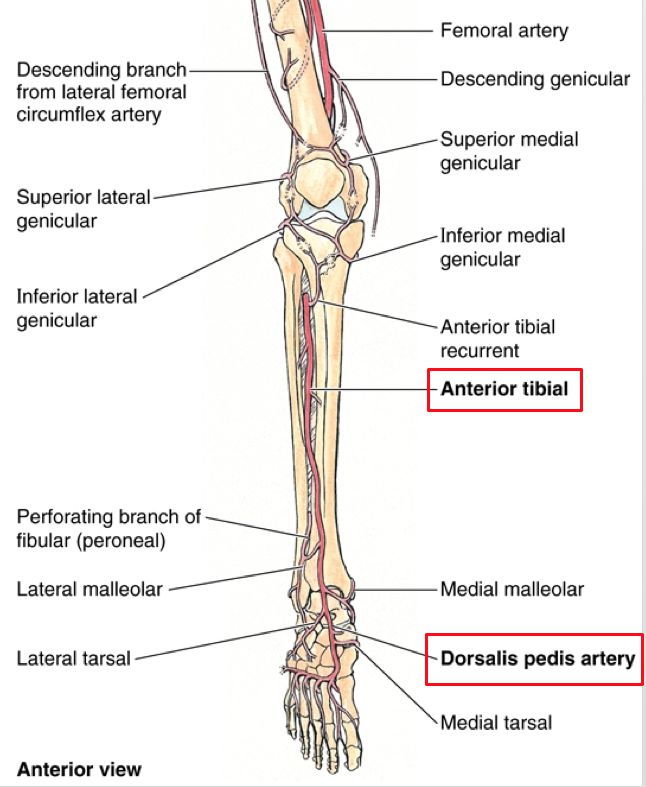 Femoral artery
Descending branch
from lateral femoral
circumflex artery
Descending genicular
Superior medial
genicular
Superior lateral
genicular
Inferior medial
genicular
Inferior lateral
genicular
Anterior tibial
recurrent
Anterior tibial
Perforating branch of
fibular (peroneal)
Lateral malleolar
Medial malleolar
Lateral tarsal
Dorsalis pedis artery
Medial tarsal
Anterior view